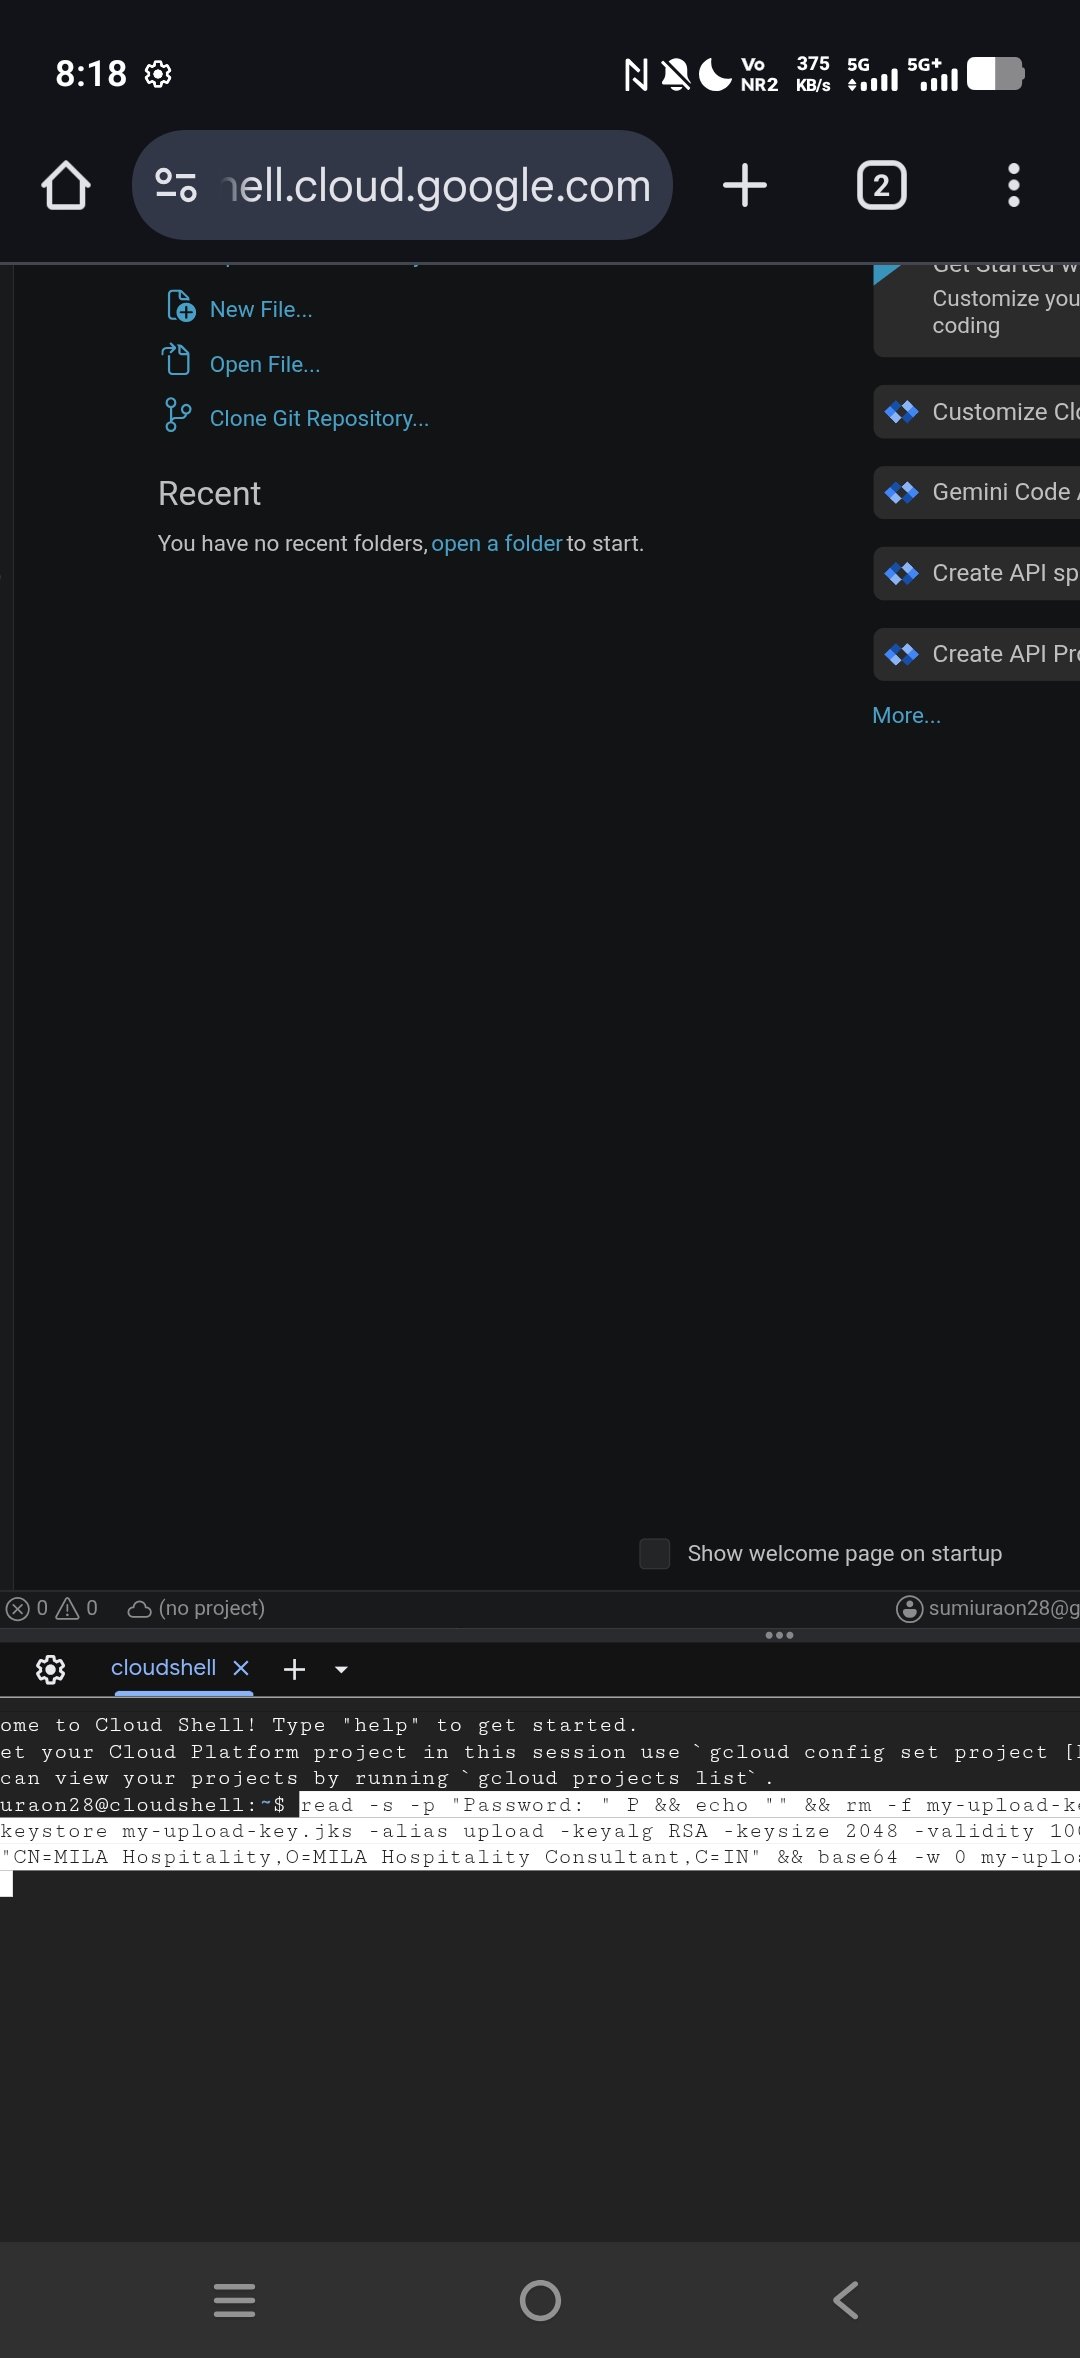 8:18
Vo NR2 375 KB/s 5G 5G+
ell.cloud.google.com
2
Get Started w
New File...
Customize you
coding
Open File...
Customize Clo
Clone Git Repository...
Recent
Gemini Code A
You have no recent folders, open a folder to start.
Create API sp
Create API Pro
More...
Show welcome page on startup
0 0 (no project) sumiuraon28@g
cloudshell
ome to Cloud Shell! Type "help" to get started.
et your Cloud Platform project in this session use `gcloud config set project [
can view your projects by running `gcloud projects list`.
uraon28@cloudshell:~$ read -s -p "Password: " P && echo "" && rm -f my-upload-ke
keystore my-upload-key.jks -alias upload -keyalg RSA -keysize 2048 -validity 100
"CN=MILA Hospitality,O=MILA Hospitality Consultant,C=IN" && base64 -w 0 my-uploa